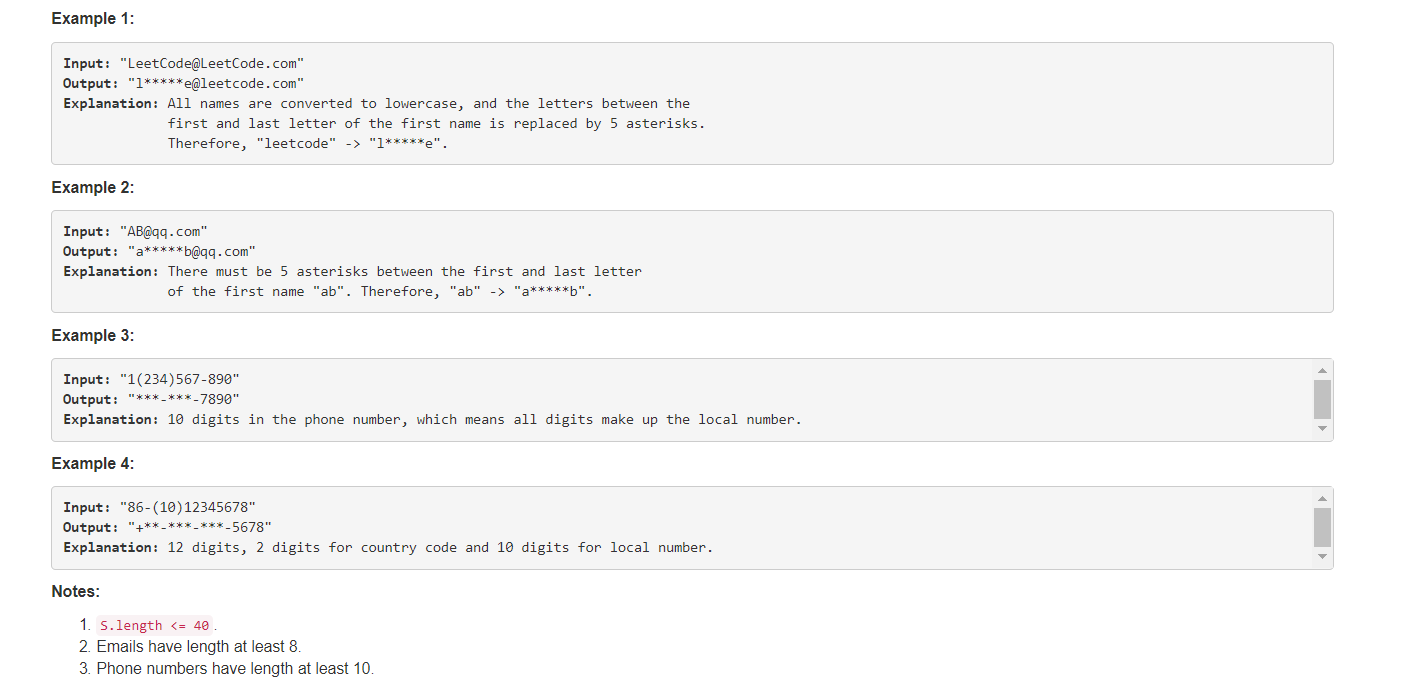 Example 1:
Input: "LeetCode@LeetCode.com"
Output: "l*****e@leetcode.com"
Explanation: All names are converted to lowercase, and the letters between the
first and last letter of the first name is replaced by 5 asterisks.
Therefore, "leetcode" -> "l*****e".
Example 2:
Input: "AB@qq.com"
Output: "a*****b@qq.com"
Explanation: There must be 5 asterisks between the first and last letter
of the first name "ab". Therefore, "ab" -> "a*****b".
Example 3:
Input: "1(234)567-890"
Output: "***-***-7890"
Explanation: 10 digits in the phone number, which means all digits make up the local number.
Example 4:
Input: "86-(10)12345678"
Output: "+**-***-***-5678"
Explanation: 12 digits, 2 digits for country code and 10 digits for local number.
Notes:
1. S.length <= 40.
2. Emails have length at least 8.
3. Phone numbers have length at least 10.